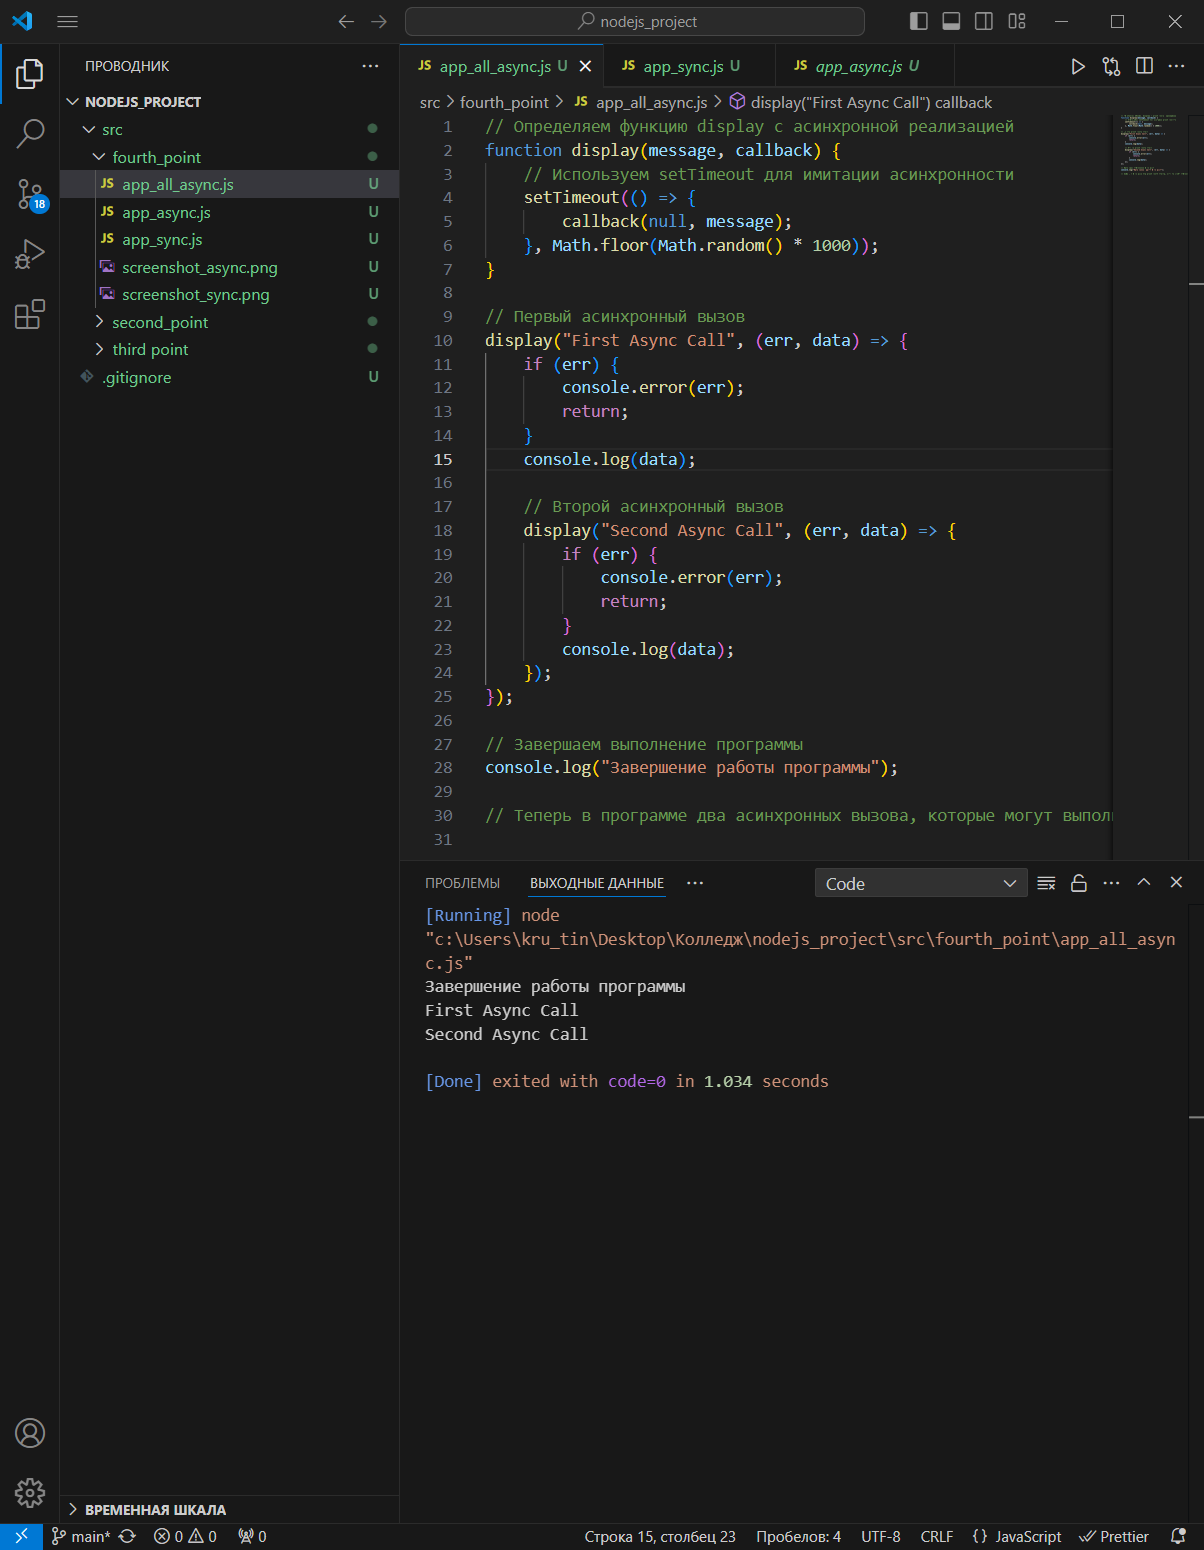 nodejs_project
ПРОВОДНИК
NODEJS_PROJECT
src
fourth_point
JS app_all_async.js U
JS app_async.js U
JS app_sync.js U
screenshot_async.png U
screenshot_sync.png U
second_point
third point
.gitignore U
18
ВРЕМЕННАЯ ШКАЛА
JS app_all_async.js U
JS app_sync.js U
JS app_async.js U
src > fourth_point > JS app_all_async.js > display("First Async Call") callback
1 // Определяем функцию display с асинхронной реализацией
2 function display(message, callback) {
3 // Используем setTimeout для имитации асинхронности
4 setTimeout(() => {
5 callback(null, message);
6 }, Math.floor(Math.random() * 1000));
7 }
8
9 // Первый асинхронный вызов
10 display("First Async Call", (err, data) => {
11 if (err) {
12 console.error(err);
13 return;
14 }
15 console.log(data);
16
17 // Второй асинхронный вызов
18 display("Second Async Call", (err, data) => {
19 if (err) {
20 console.error(err);
21 return;
22 }
23 console.log(data);
24 });
25 });
26
27 // Завершаем выполнение программы
28 console.log("Завершение работы программы");
29
30 // Теперь в программе два асинхронных вызова, которые могут выпол
31
ПРОБЛЕМЫ
ВЫХОДНЫЕ ДАННЫЕ
Code
[Running] node
"c:\Users\kru_tin\Desktop\Колледж\nodejs_project\src\fourth_point\app_all_asyn
c.js"
Завершение работы программы
First Async Call
Second Async Call
[Done] exited with code=0 in 1.034 seconds
main* 0 0 0
Строка 15, столбец 23 Пробелов: 4 UTF-8 CRLF {} JavaScript Prettier